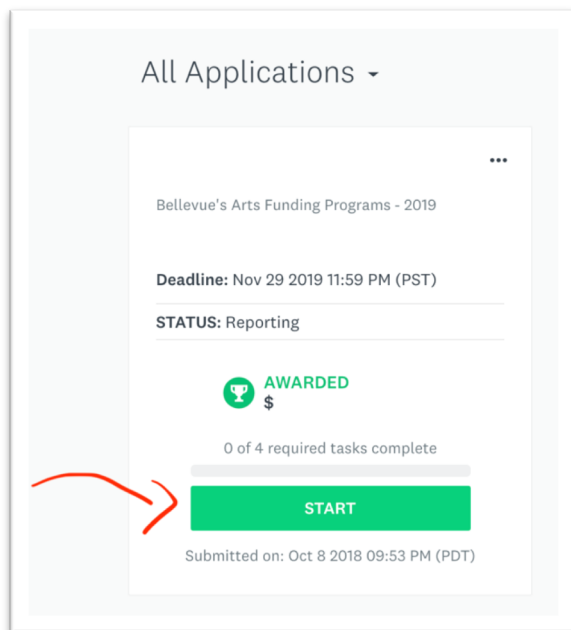 All Applications
Bellevue's Arts Funding Programs - 2019
Deadline: Nov 29 2019 11:59 PM (PST)
STATUS: Reporting
AWARDED
$
0 of 4 required tasks complete
START
Submitted on: Oct 8 2018 09:53 PM (PDT)